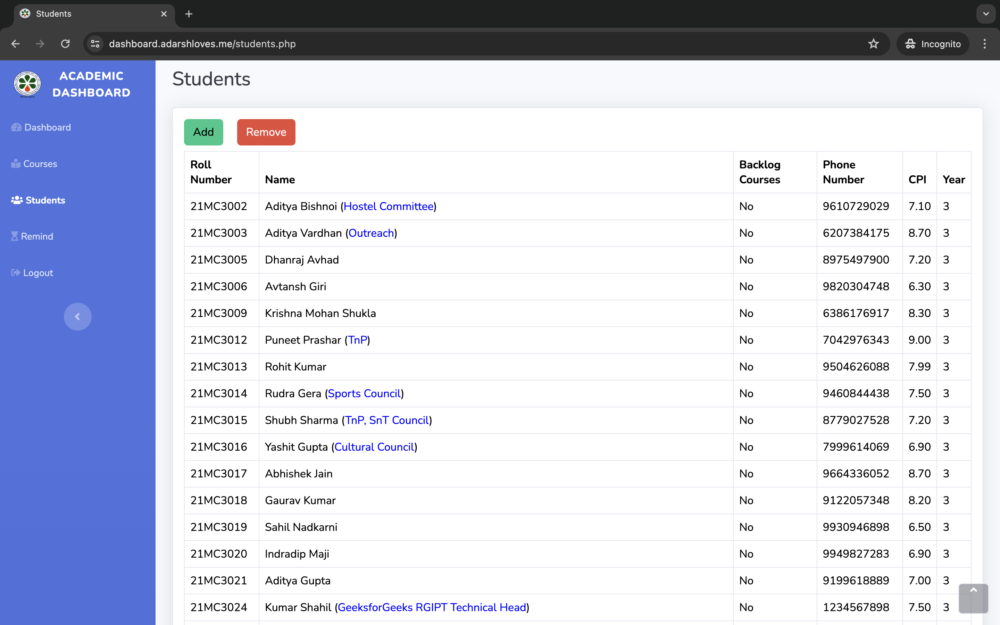 Students
dashboard.adarshloves.me/students.php
Incognito
ACADEMIC
DASHBOARD
Dashboard
Courses
Students
Remind
Logout
Students
Add Remove
Roll Number Name Backlog Courses Phone Number CPI Year
21MC3002 Aditya Bishnoi (Hostel Committee) No 9610729029 7.10 3
21MC3003 Aditya Vardhan (Outreach) No 6207384175 8.70 3
21MC3005 Dhanraj Avhad No 8975497900 7.20 3
21MC3006 Avtansh Giri No 9820304748 6.30 3
21MC3009 Krishna Mohan Shukla No 6386176917 8.30 3
21MC3012 Puneet Prashar (TnP) No 7042976343 9.00 3
21MC3013 Rohit Kumar No 9504626088 7.99 3
21MC3014 Rudra Gera (Sports Council) No 9460844438 7.50 3
21MC3015 Shubh Sharma (TnP, SnT Council) No 8779027528 7.20 3
21MC3016 Yashit Gupta (Cultural Council) No 7999614069 6.90 3
21MC3017 Abhishek Jain No 9664336052 8.70 3
21MC3018 Gaurav Kumar No 9122057348 8.20 3
21MC3019 Sahil Nadkarni No 9930946898 6.50 3
21MC3020 Indradip Maji No 9949827283 6.90 3
21MC3021 Aditya Gupta No 9199618889 7.00 3
21MC3024 Kumar Shahil (GeeksforGeeks RGIPT Technical Head) No 1234567898 7.50 3